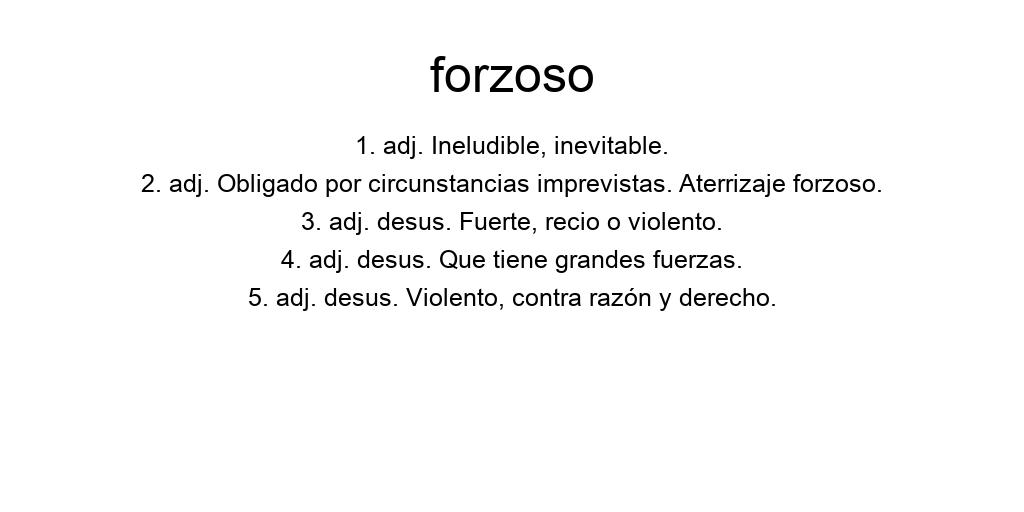 forzoso
1. adj. Ineludible, inevitable.
2. adj. Obligado por circunstancias imprevistas. Aterrizaje forzoso.
3. adj. desus. Fuerte, recio o violento.
4. adj. desus. Que tiene grandes fuerzas.
5. adj. desus. Violento, contra razón y derecho.